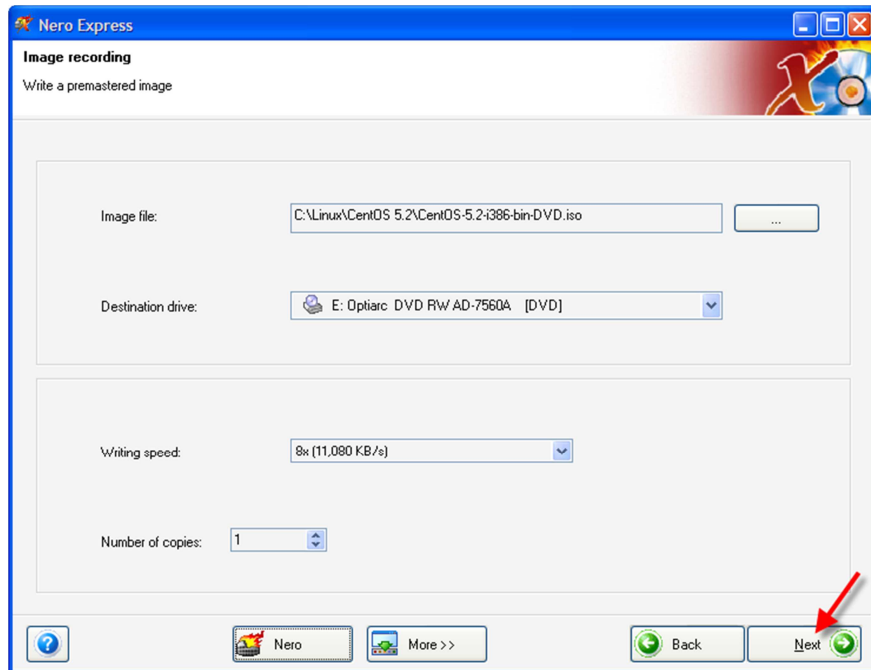 Nero Express
Image recording
Write a premastered image
Image file:
C:\Linux\CentOS 5.2\CentOS-5.2-i386-bin-DVD.iso
...
Destination drive:
E: Optiarc DVD RW AD-7560A [DVD]
Writing speed:
8x (11,080 KB/s)
Number of copies:
1
Nero
More >>
Back
Next